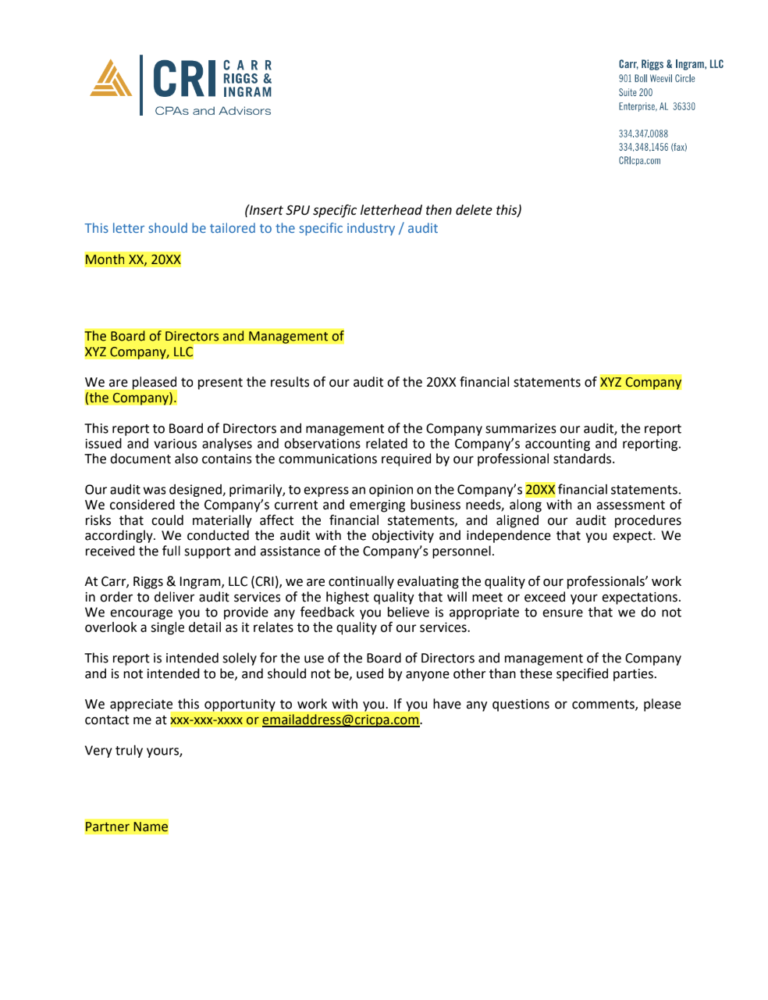 CRI CARR
RIGGS &
INGRAM
CPAs and Advisors
Carr, Riggs & Ingram, LLC
901 Boll Weevil Circle
Suite 200
Enterprise, AL 36330
334.347.0088
334.348.1456 (fax)
CRIcpa.com
(Insert SPU specific letterhead then delete this)
This letter should be tailored to the specific industry / audit
Month XX, 20XX
The Board of Directors and Management of
XYZ Company, LLC
We are pleased to present the results of our audit of the 20XX financial statements of XYZ Company
(the Company).
This report to Board of Directors and management of the Company summarizes our audit, the report
issued and various analyses and observations related to the Company's accounting and reporting.
The document also contains the communications required by our professional standards.
Our audit was designed, primarily, to express an opinion on the Company's 20XX financial statements.
We considered the Company's current and emerging business needs, along with an assessment of
risks that could materially affect the financial statements, and aligned our audit procedures
accordingly. We conducted the audit with the objectivity and independence that you expect. We
received the full support and assistance of the Company's personnel.
At Carr, Riggs & Ingram, LLC (CRI), we are continually evaluating the quality of our professionals' work
in order to deliver audit services of the highest quality that will meet or exceed your expectations.
We encourage you to provide any feedback you believe is appropriate to ensure that we do not
overlook a single detail as it relates to the quality of our services.
This report is intended solely for the use of the Board of Directors and management of the Company
and is not intended to be, and should not be, used by anyone other than these specified parties.
We appreciate this opportunity to work with you. If you have any questions or comments, please
contact me at xxx-xxx-xxxx or emailaddress@cricpa.com.
Very truly yours,
Partner Name